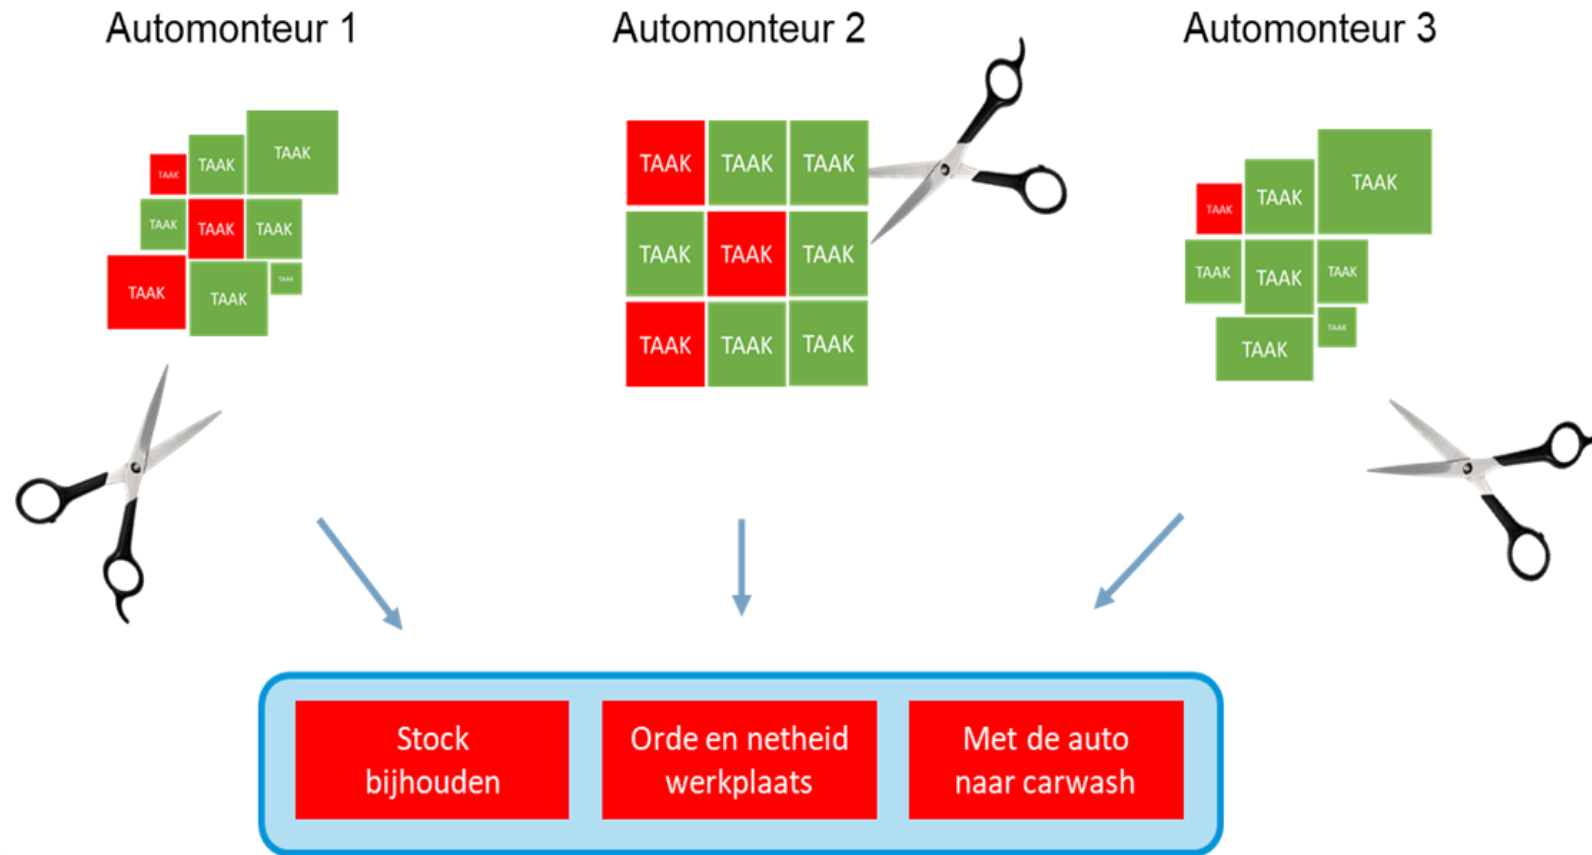 Automonteur 1
Automonteur 2
Automonteur 3
TAAK TAAK TAAK
TAAK TAAK TAAK
TAAK TAAK TAAK
TAAK TAAK TAAK
TAAK TAAK TAAK
TAAK TAAK TAAK
TAAK TAAK TAAK
TAAK TAAK TAAK
TAAK TAAK
Stock
bijhouden
Orde en netheid
werkplaats
Met de auto
naar carwash